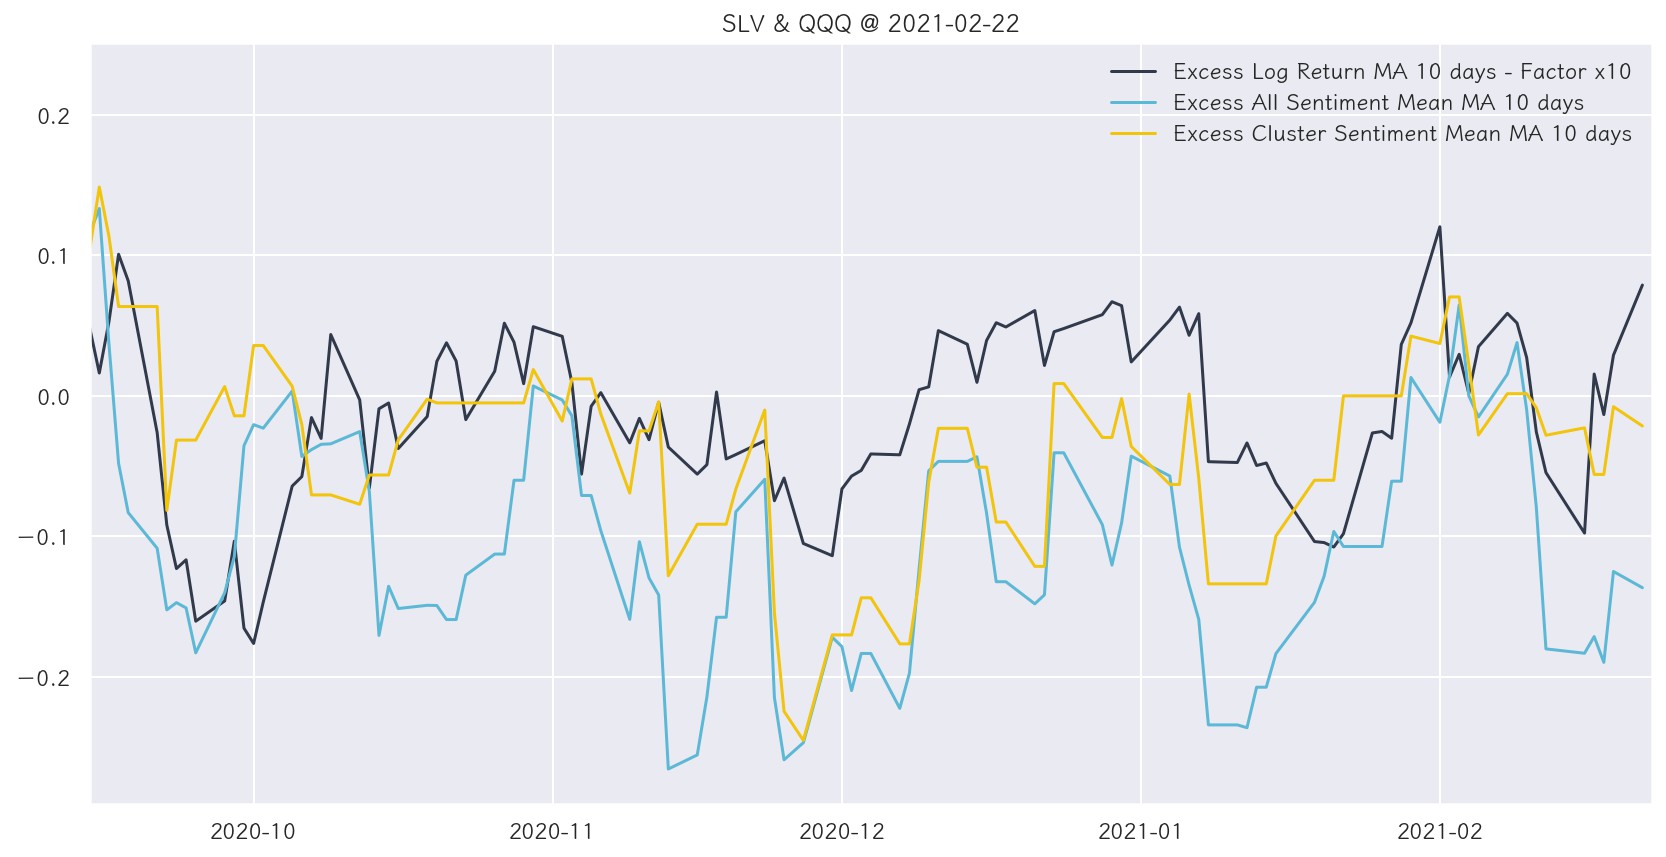 SLV & QQQ @ 2021-02-22
Excess Log Return MA 10 days - Factor x10
Excess All Sentiment Mean MA 10 days
Excess Cluster Sentiment Mean MA 10 days
0.2
0.1
0.0
−0.1
−0.2
2020-10 2020-11 2020-12 2021-01 2021-02